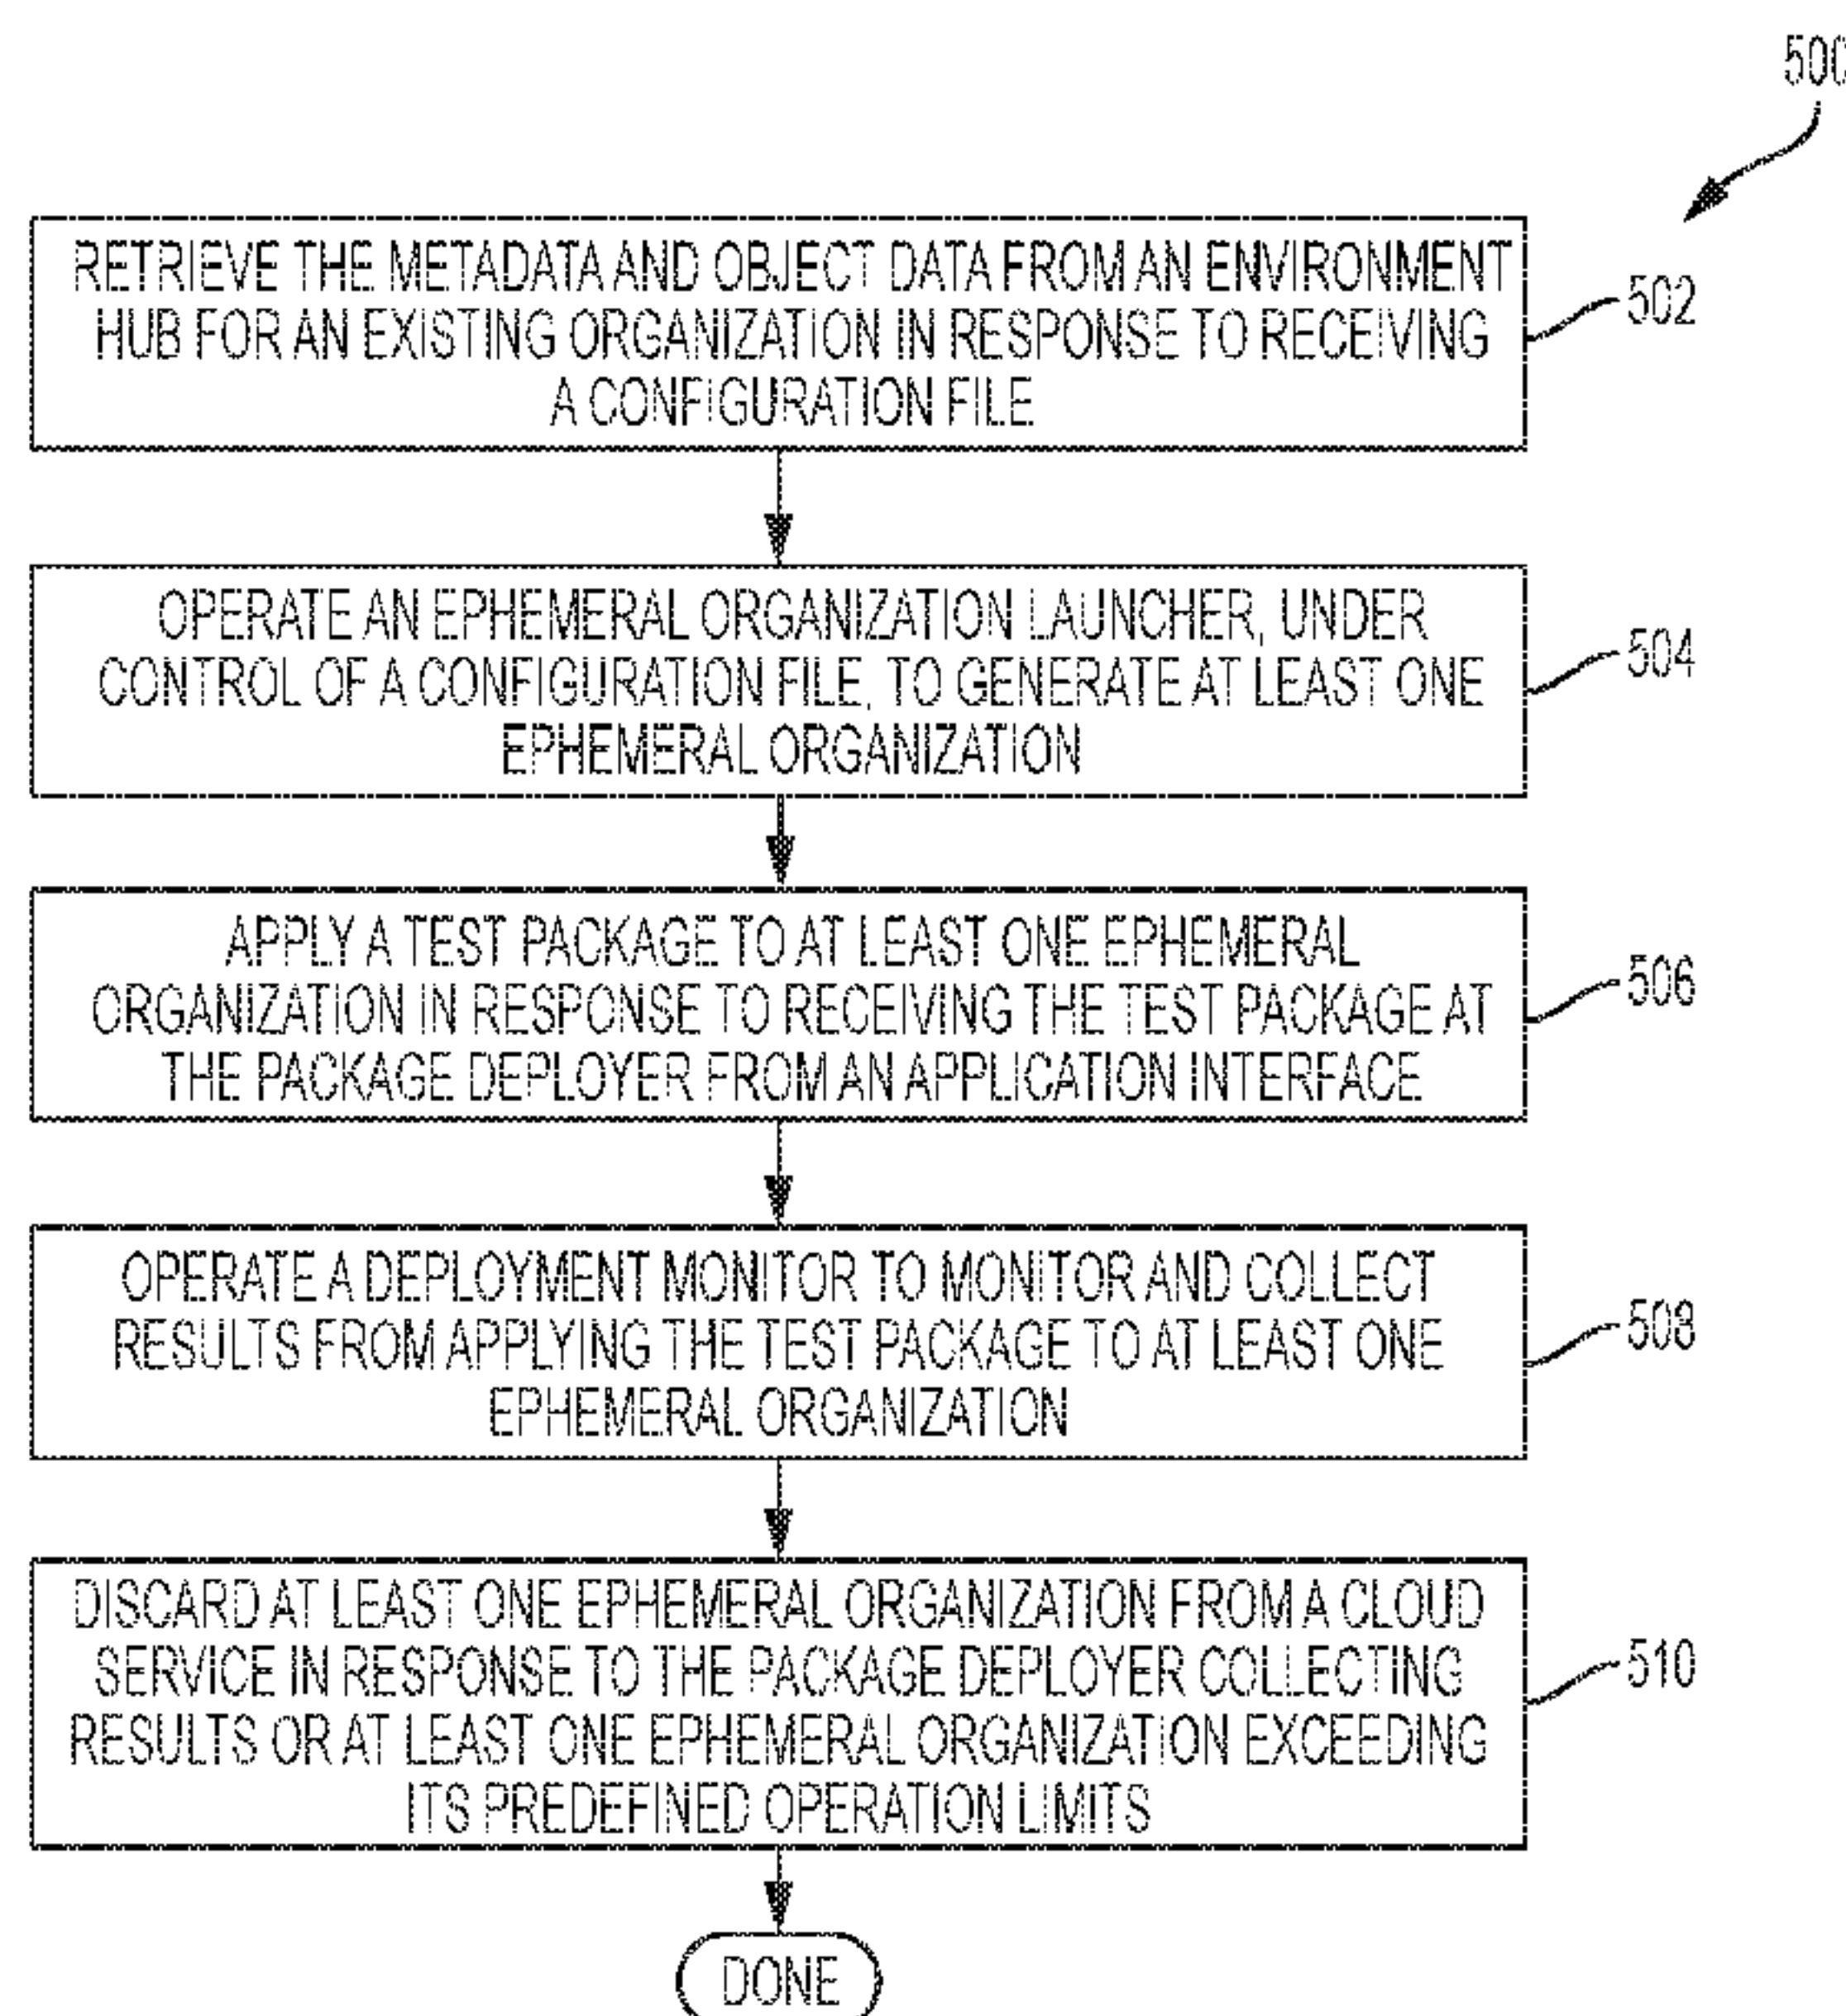 500
RETRIEVE THE METADATA AND OBJECT DATA FROM AN ENVIRONMENT
HUB FOR AN EXISTING ORGANIZATION IN RESPONSE TO RECEIVING
A CONFIGURATION FILE
502
OPERATE AN EPHEMERAL ORGANIZATION LAUNCHER, UNDER
CONTROL OF A CONFIGURATION FILE, TO GENERATE AT LEAST ONE
EPHEMERAL ORGANIZATION
504
APPLY A TEST PACKAGE TO AT LEAST ONE EPHEMERAL
ORGANIZATION IN RESPONSE TO RECEIVING THE TEST PACKAGE AT
THE PACKAGE DEPLOYER FROM AN APPLICATION INTERFACE
506
OPERATE A DEPLOYMENT MONITOR TO MONITOR AND COLLECT
RESULTS FROM APPLYING THE TEST PACKAGE TO AT LEAST ONE
EPHEMERAL ORGANIZATION
508
DISCARD AT LEAST ONE EPHEMERAL ORGANIZATION FROM A CLOUD
SERVICE IN RESPONSE TO THE PACKAGE DEPLOYER COLLECTING
RESULTS OR AT LEAST ONE EPHEMERAL ORGANIZATION EXCEEDING
ITS PREDEFINED OPERATION LIMITS
510
DONE